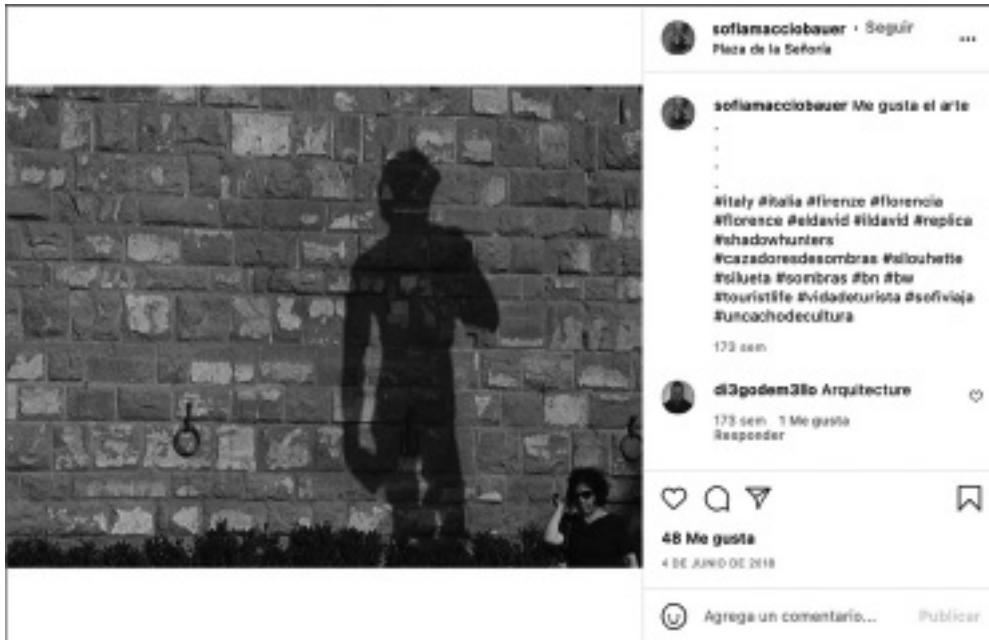 sofiamacciobauer • Seguir
Plaza de la Señoría
sofiamacciobauer Me gusta el arte
.
.
.
.
#italy #italia #firenze #florencia
#florence #eldavid #ildavid #replica
#shadowhunters
#cazadoresdesombras #silouhette
#silueta #sombras #bn #bw
#touristlife #vidadeturista #sofiviaja
#uncachodecultura
173 sem
di3godem3llo Arquitecture
173 sem 1 Me gusta
Responder
48 Me gusta
4 DE JUNIO DE 2018
Agrega un comentario... Publicar